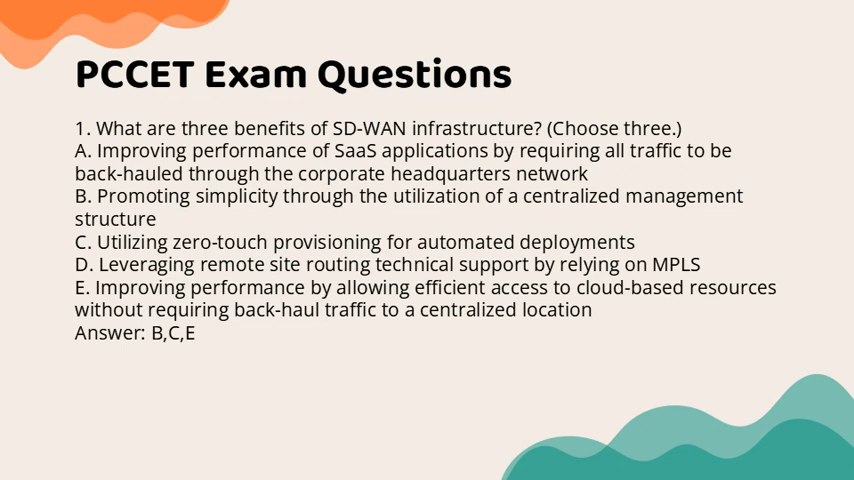 PCCET Exam Questions
1. What are three benefits of SD-WAN infrastructure? (Choose three.)
A. Improving performance of SaaS applications by requiring all traffic to be
back-hauled through the corporate headquarters network
B. Promoting simplicity through the utilization of a centralized management
structure
C. Utilizing zero-touch provisioning for automated deployments
D. Leveraging remote site routing technical support by relying on MPLS
E. Improving performance by allowing efficient access to cloud-based resources
without requiring back-haul traffic to a centralized location
Answer: B,C,E